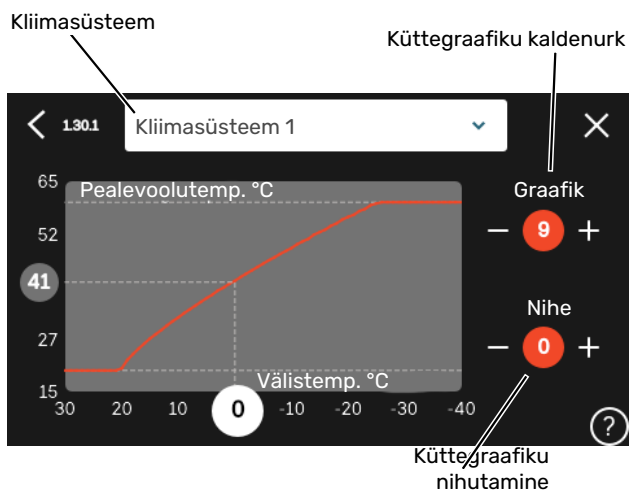 Kliimasüsteem
Küttegraafiku kaldenurk
1.30.1 Kliimasüsteem 1
65 Pealevoolutemp. °C Graafik
52 − 9 +
41
Nihe
27 − 0 +
Välistemp. °C
15
30 20 10 0 -10 -20 -30 -40
?
Küttegraafiku
nihutamine